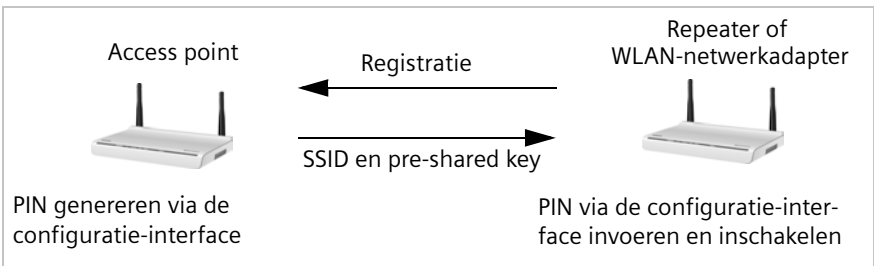 Access point
Repeater of
WLAN-netwerkadapter
Registratie
SSID en pre-shared key
PIN genereren via de
configuratie-interface
PIN via de configuratie-inter-
face invoeren en inschakelen